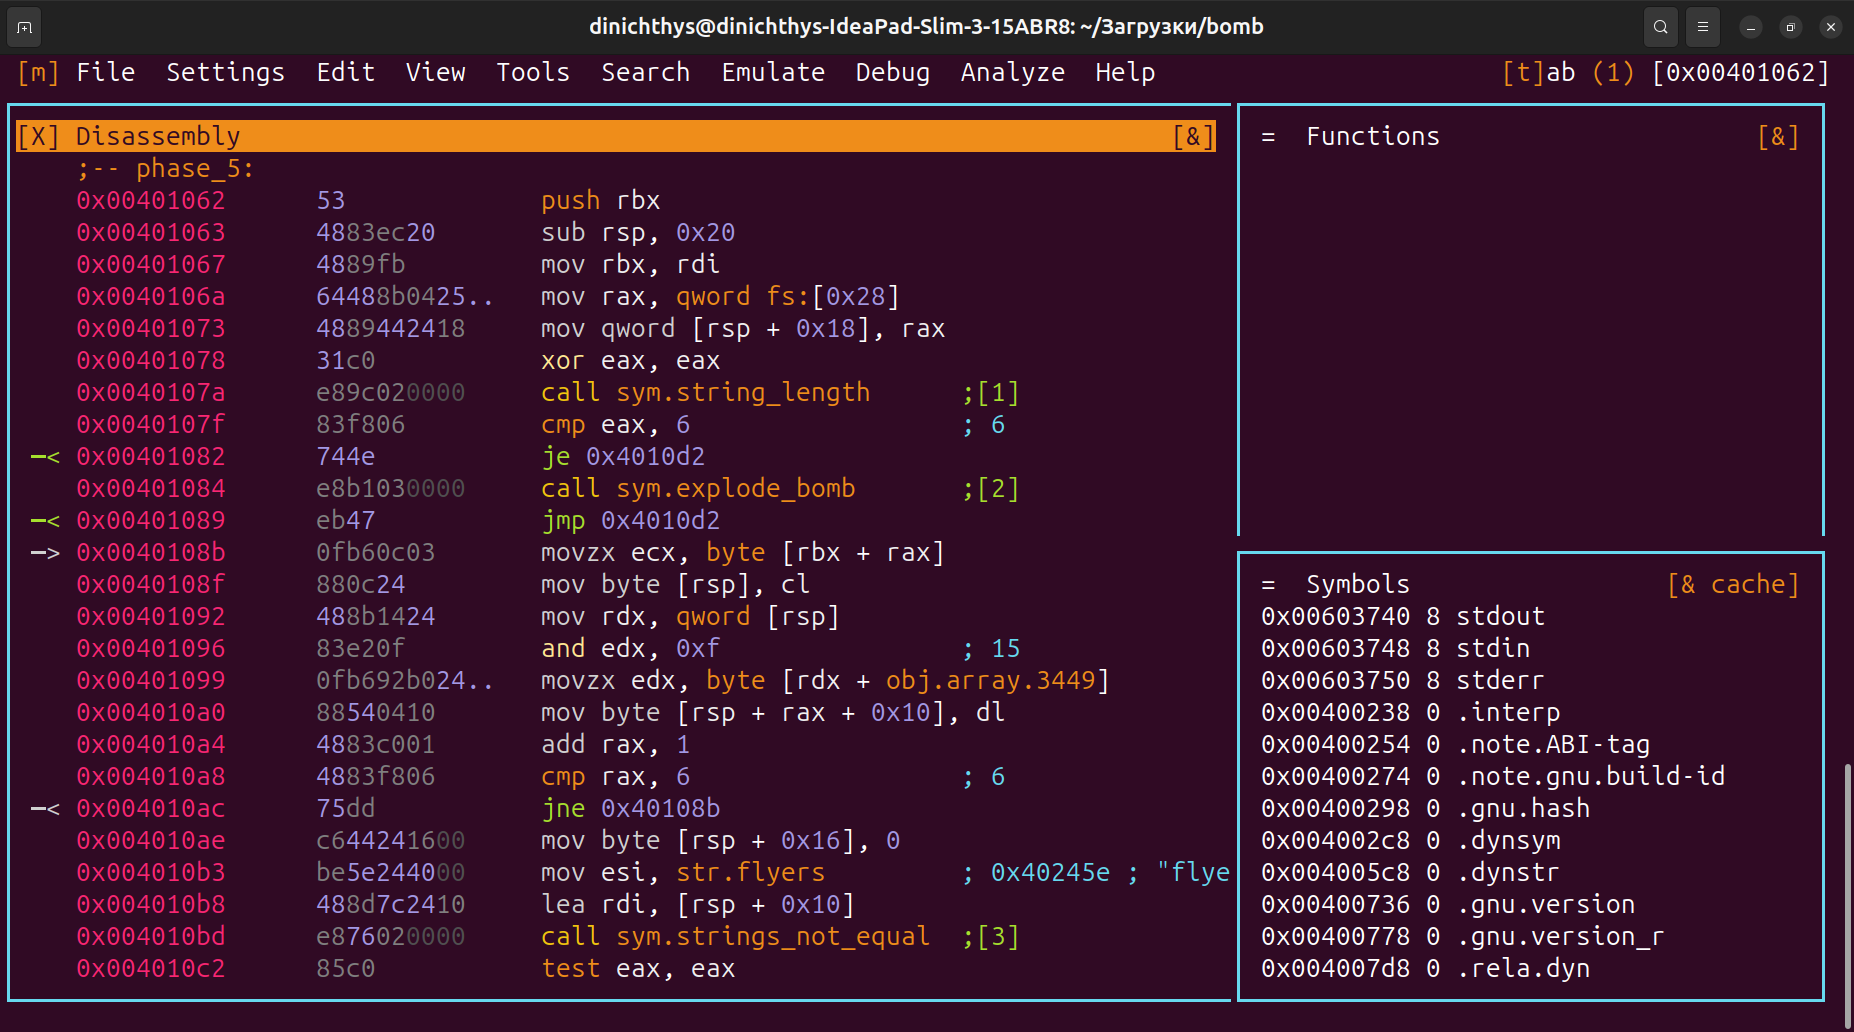 dinichthys@dinichthys-IdeaPad-Slim-3-15ABR8: ~/Загрузки/bomb
[m] File Settings Edit View Tools Search Emulate Debug Analyze Help [t]ab (1) [0x00401062]
[X] Disassembly [&]
;-- phase_5:
0x00401062 53 push rbx
0x00401063 4883ec20 sub rsp, 0x20
0x00401067 4889fb mov rbx, rdi
0x0040106a 64488b0425.. mov rax, qword fs:[0x28]
0x00401073 4889442418 mov qword [rsp + 0x18], rax
0x00401078 31c0 xor eax, eax
0x0040107a e89c020000 call sym.string_length ;[1]
0x0040107f 83f806 cmp eax, 6 ; 6
─< 0x00401082 744e je 0x4010d2
0x00401084 e8b1030000 call sym.explode_bomb ;[2]
─< 0x00401089 eb47 jmp 0x4010d2
─> 0x0040108b 0fb60c03 movzx ecx, byte [rbx + rax]
0x0040108f 880c24 mov byte [rsp], cl
0x00401092 488b1424 mov rdx, qword [rsp]
0x00401096 83e20f and edx, 0xf ; 15
0x00401099 0fb692b024.. movzx edx, byte [rdx + obj.array.3449]
0x004010a0 88540410 mov byte [rsp + rax + 0x10], dl
0x004010a4 4883c001 add rax, 1
0x004010a8 4883f806 cmp rax, 6 ; 6
─< 0x004010ac 75dd jne 0x40108b
0x004010ae c644241600 mov byte [rsp + 0x16], 0
0x004010b3 be5e244000 mov esi, str.flyers ; 0x40245e ; "flye
0x004010b8 488d7c2410 lea rdi, [rsp + 0x10]
0x004010bd e876020000 call sym.strings_not_equal ;[3]
0x004010c2 85c0 test eax, eax
= Functions [&]
= Symbols [& cache]
0x00603740 8 stdout
0x00603748 8 stdin
0x00603750 8 stderr
0x00400238 0 .interp
0x00400254 0 .note.ABI-tag
0x00400274 0 .note.gnu.build-id
0x00400298 0 .gnu.hash
0x004002c8 0 .dynsym
0x004005c8 0 .dynstr
0x00400736 0 .gnu.version
0x00400778 0 .gnu.version_r
0x004007d8 0 .rela.dyn